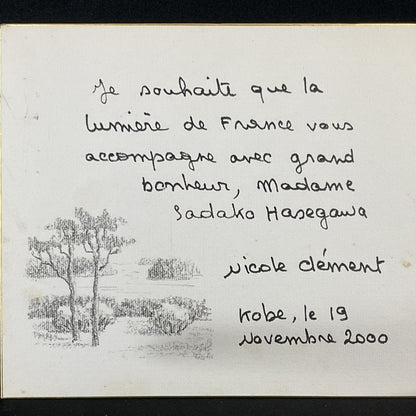 Je souhaite que la
lumière de France vous
accompagne avec grand
bonheur, Madame
Sadako Hasegawa
Nicole Clément
Kobe, le 19
Novembre 2000